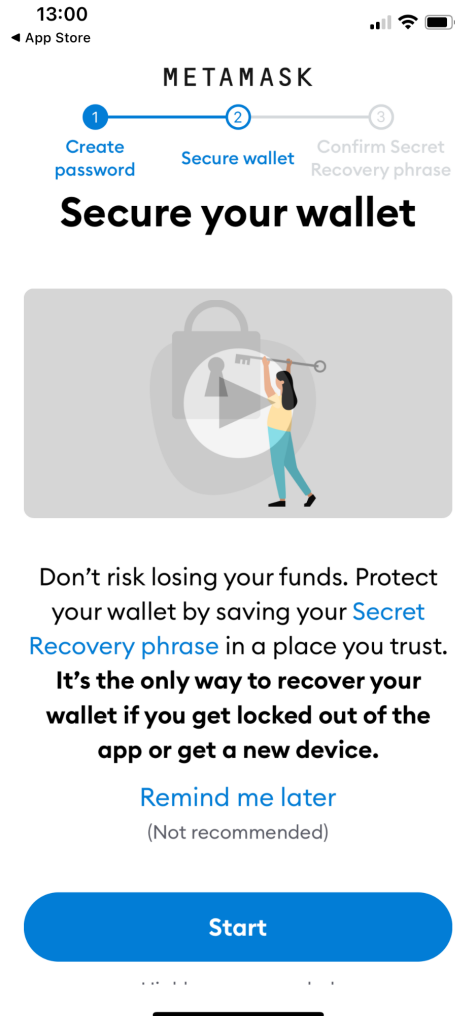 13:00
◀ App Store
METAMASK
1 2 3
Create password
Secure wallet
Confirm Secret Recovery phrase
Secure your wallet
Don’t risk losing your funds. Protect
your wallet by saving your Secret
Recovery phrase in a place you trust.
It’s the only way to recover your
wallet if you get locked out of the
app or get a new device.
Remind me later
(Not recommended)
Start